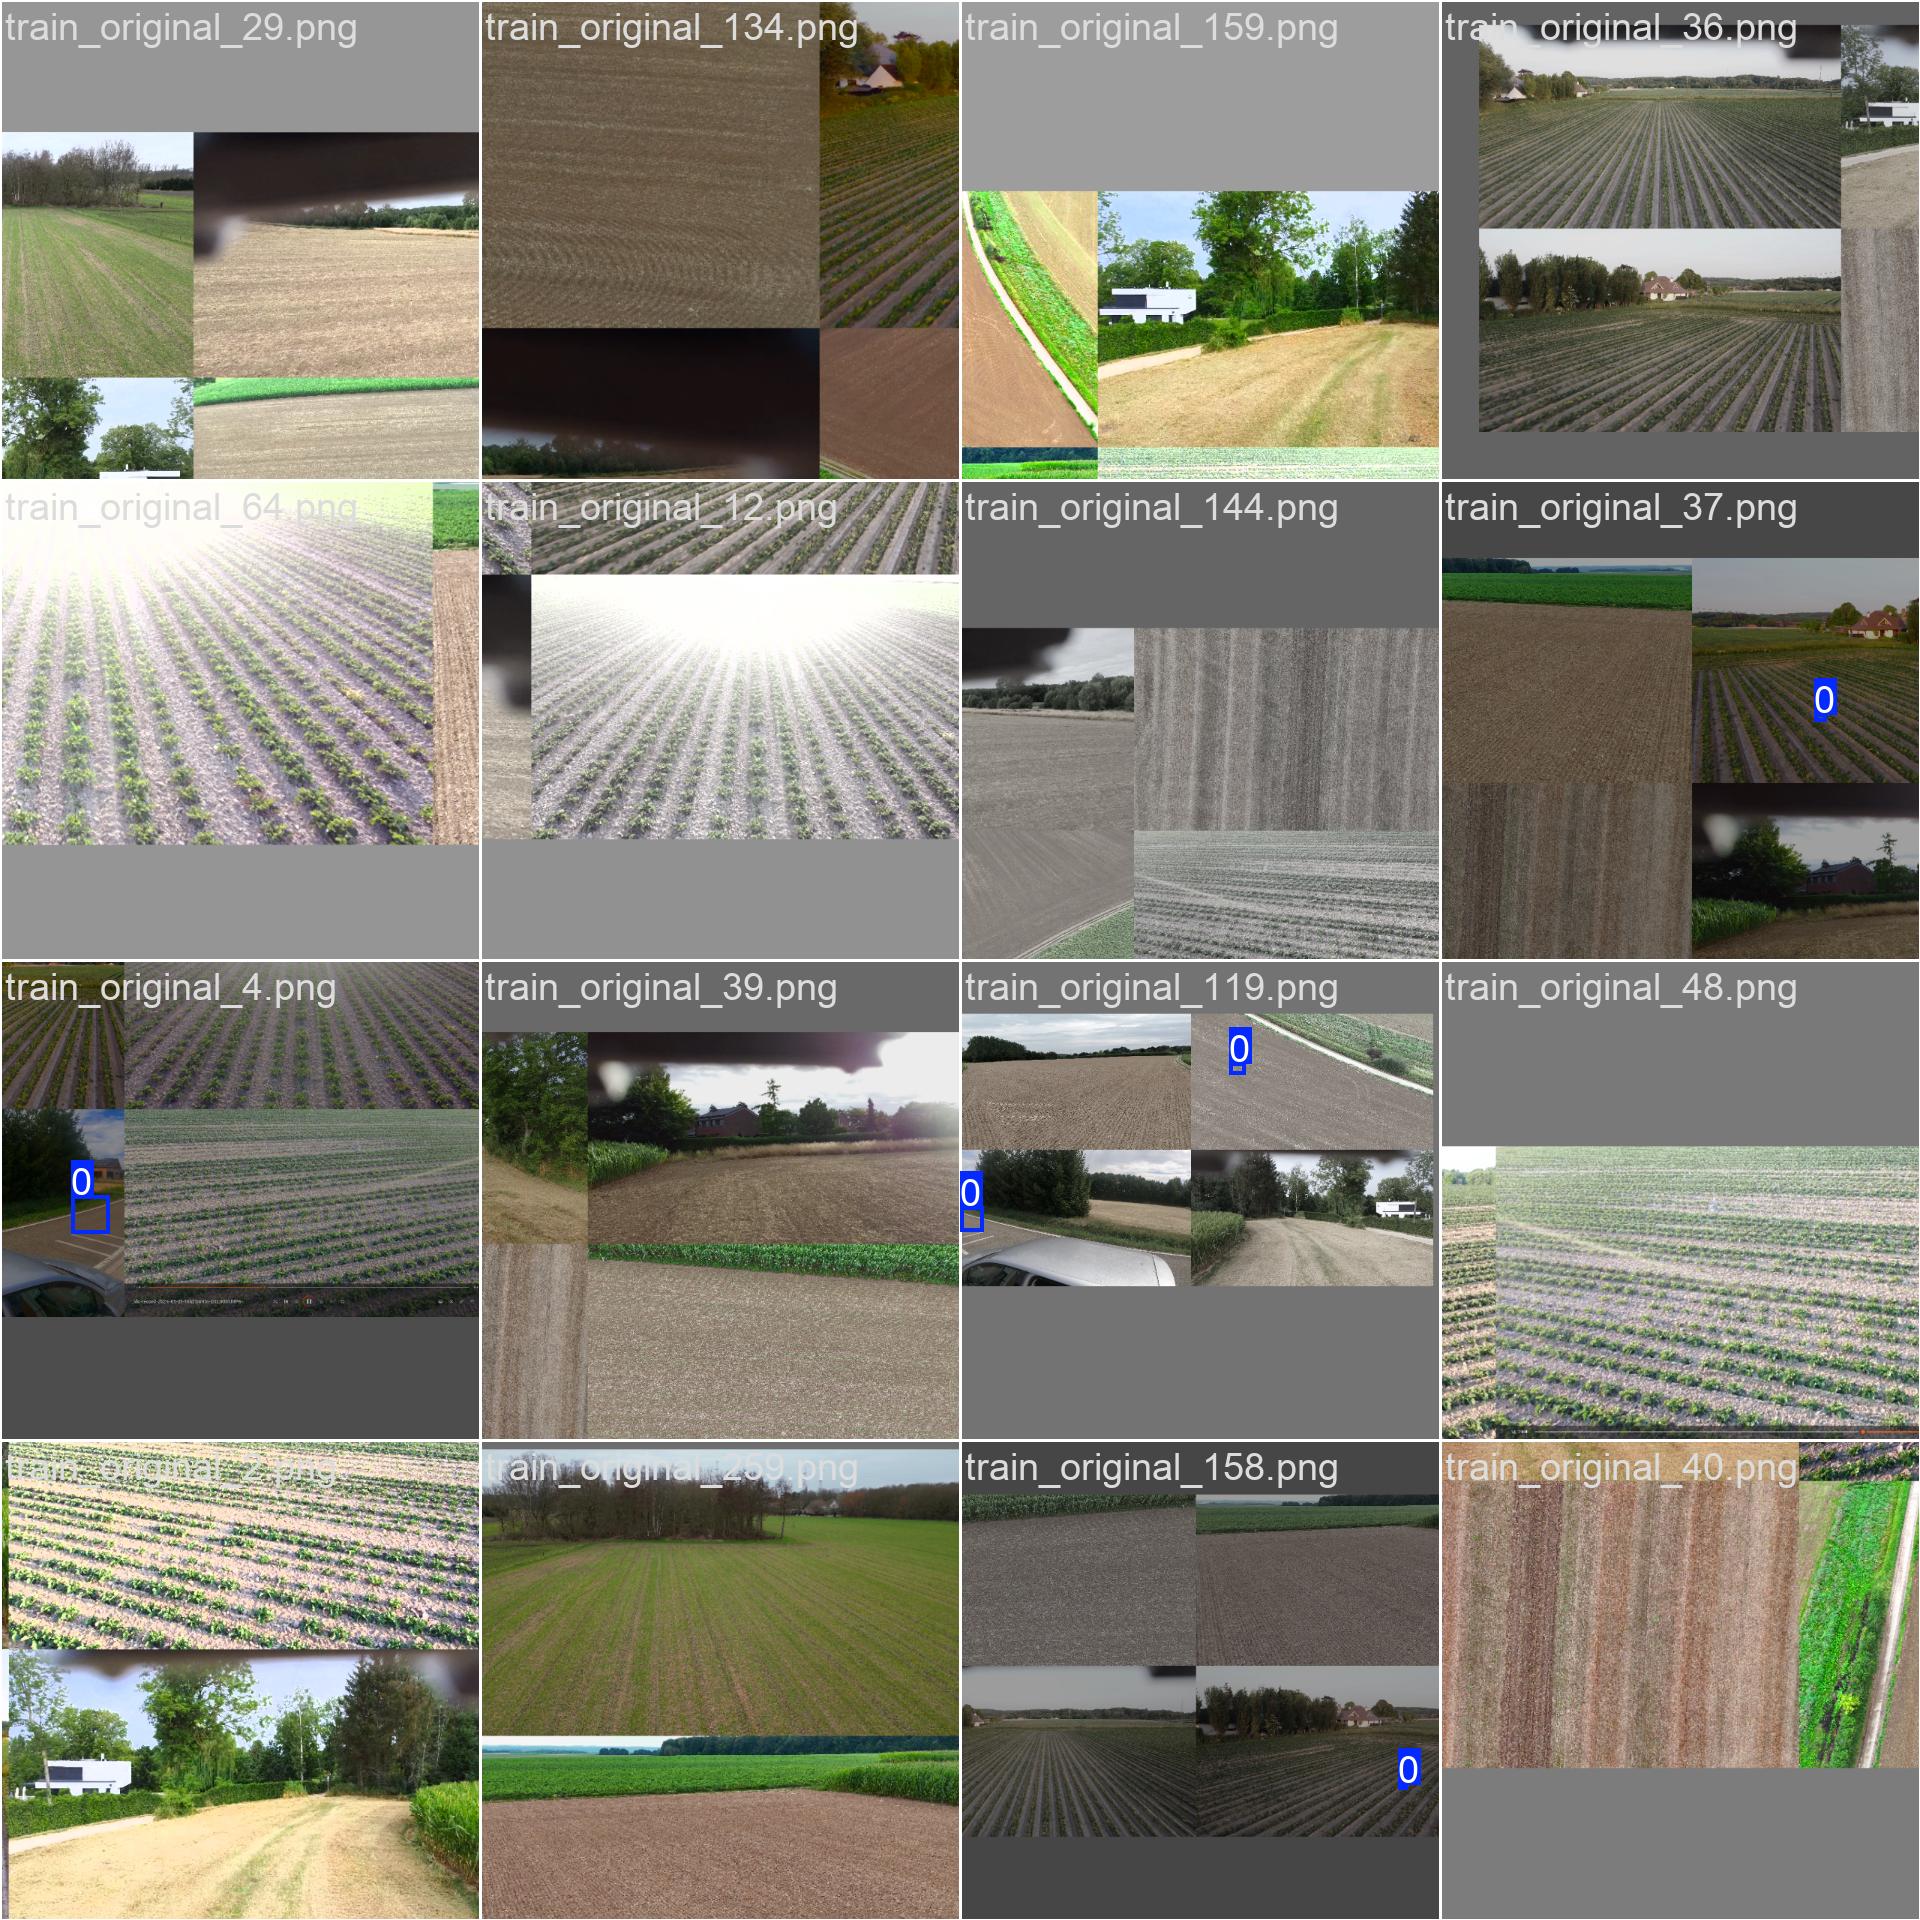 train_original_29.png
train_original_134.png
train_original_159.png
train_original_36.png
train_original_64.png
train_original_12.png
train_original_144.png
train_original_37.png
0
train_original_4.png
train_original_39.png
train_original_119.png
train_original_48.png
0
0
0
train_original_2.png
train_original_269.png
train_original_158.png
train_original_40.png
0